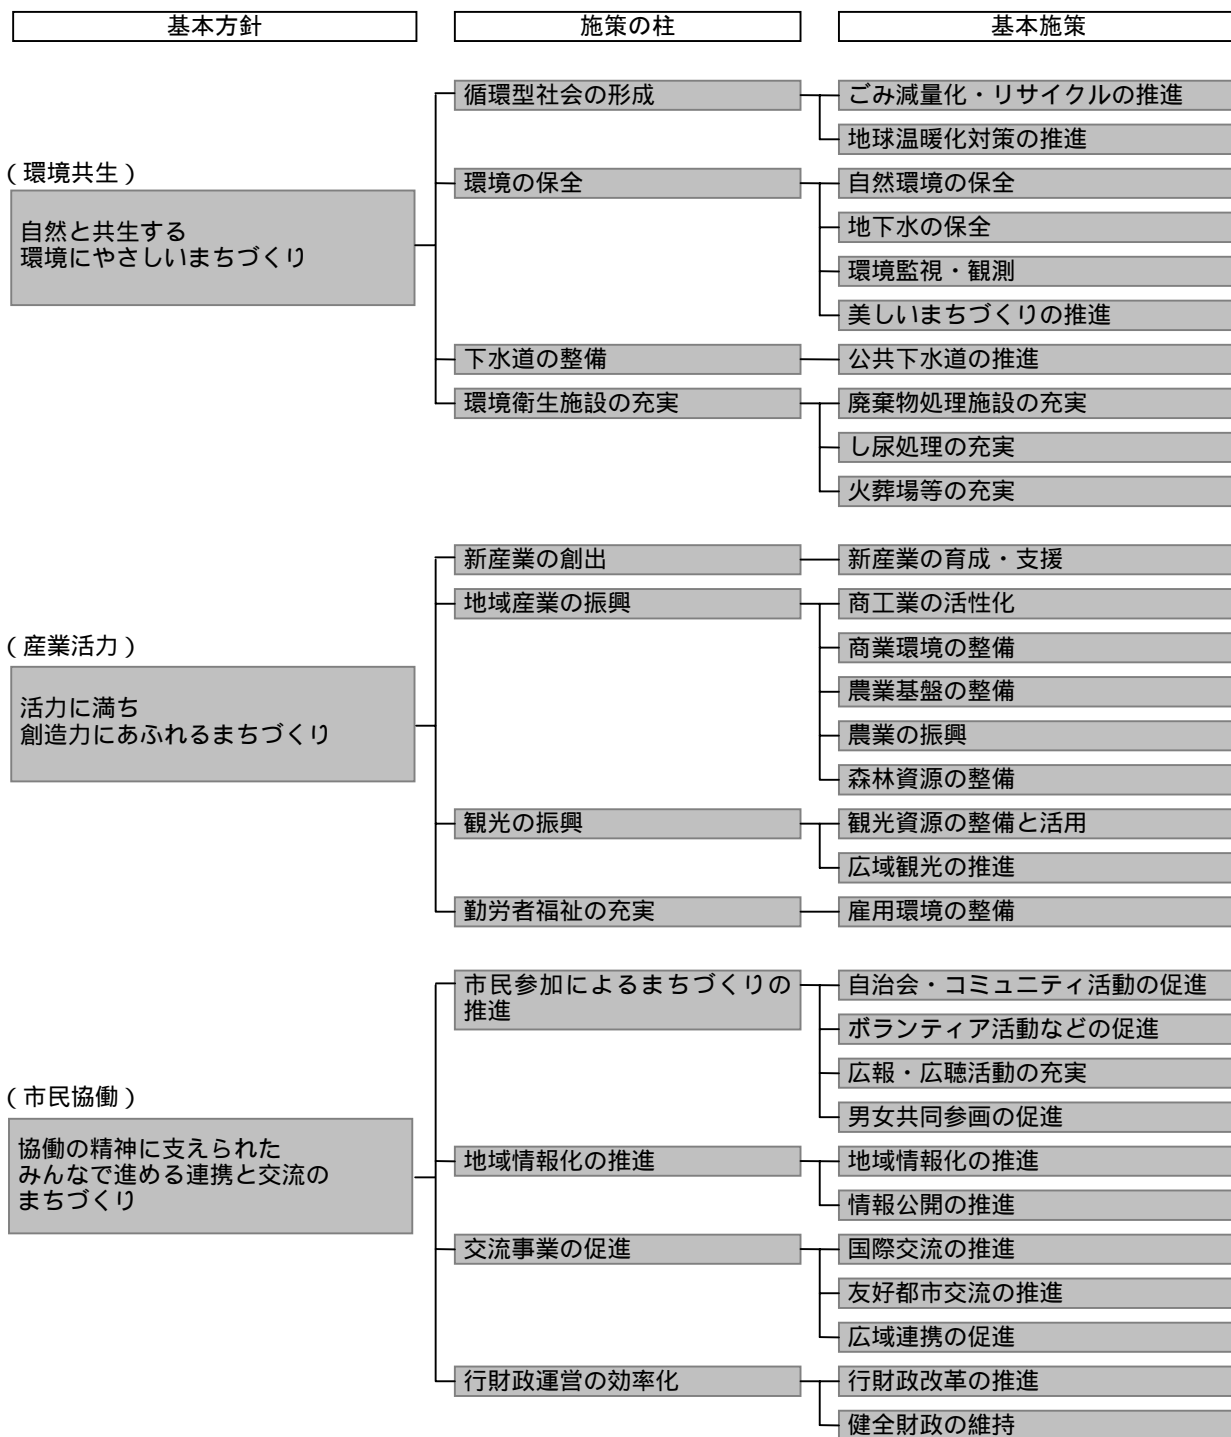 基本方針
施策の柱
基本施策
(環境共生)
自然と共生する
環境にやさしいまちづくり
循環型社会の形成
ごみ減量化・リサイクルの推進
地球温暖化対策の推進
環境の保全
自然環境の保全
地下水の保全
環境監視・観測
美しいまちづくりの推進
下水道の整備
公共下水道の推進
環境衛生施設の充実
廃棄物処理施設の充実
し尿処理の充実
火葬場等の充実
(産業活力)
活力に満ち
創造力にあふれるまちづくり
新産業の創出
新産業の育成・支援
地域産業の振興
商工業の活性化
商業環境の整備
農業基盤の整備
農業の振興
森林資源の整備
観光の振興
観光資源の整備と活用
広域観光の推進
勤労者福祉の充実
雇用環境の整備
(市民協働)
協働の精神に支えられた
みんなで進める連携と交流の
まちづくり
市民参加によるまちづくりの
推進
自治会・コミュニティ活動の促進
ボランティア活動などの促進
広報・広聴活動の充実
男女共同参画の促進
地域情報化の推進
地域情報化の推進
情報公開の推進
交流事業の促進
国際交流の推進
友好都市交流の推進
広域連携の促進
行財政運営の効率化
行財政改革の推進
健全財政の維持